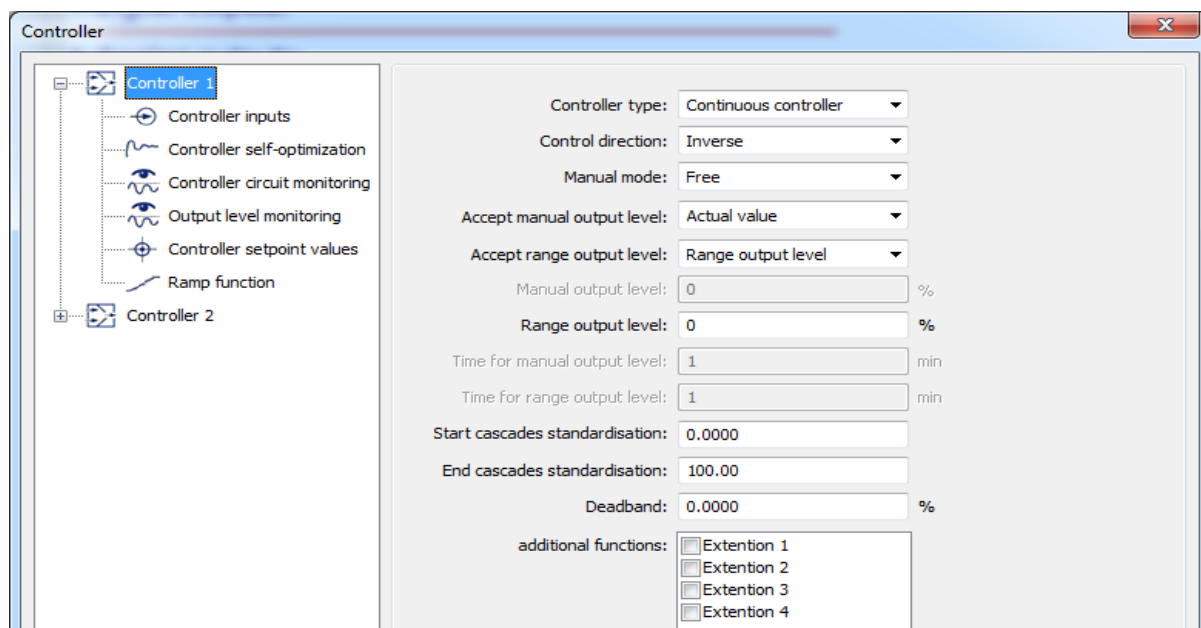 Controller
Controller 1
Controller inputs
Controller self-optimization
Controller circuit monitoring
Output level monitoring
Controller setpoint values
Ramp function
Controller 2
Controller type: Continuous controller
Control direction: Inverse
Manual mode: Free
Accept manual output level: Actual value
Accept range output level: Range output level
Manual output level: 0 %
Range output level: 0 %
Time for manual output level: 1 min
Time for range output level: 1 min
Start cascades standardisation: 0.0000
End cascades standardisation: 100.00
Deadband: 0.0000 %
additional functions: Extention 1
Extention 2
Extention 3
Extention 4